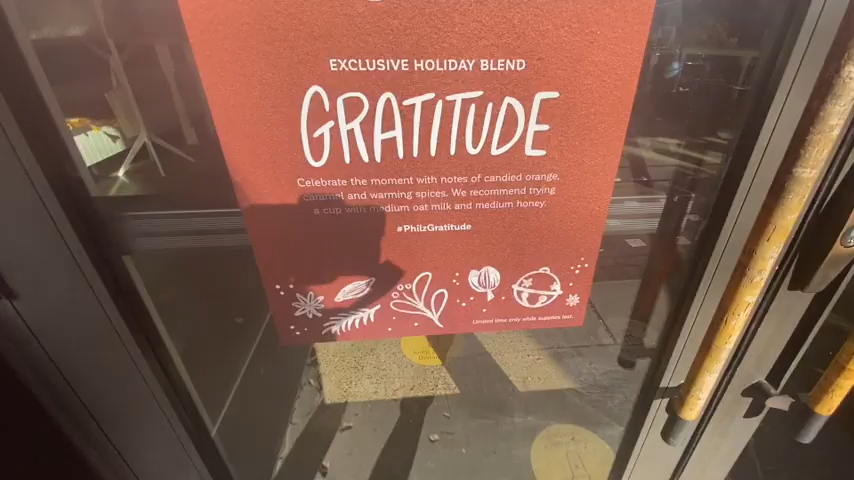 EXCLUSIVE HOLIDAY BLEND
GRATITUDE
Celebrate the moment with notes of candied orange,
caramel and warming spices. We recommend trying
a cup with medium oat milk and medium honey.
#PhilzGratitude
Limited time only while supplies last.